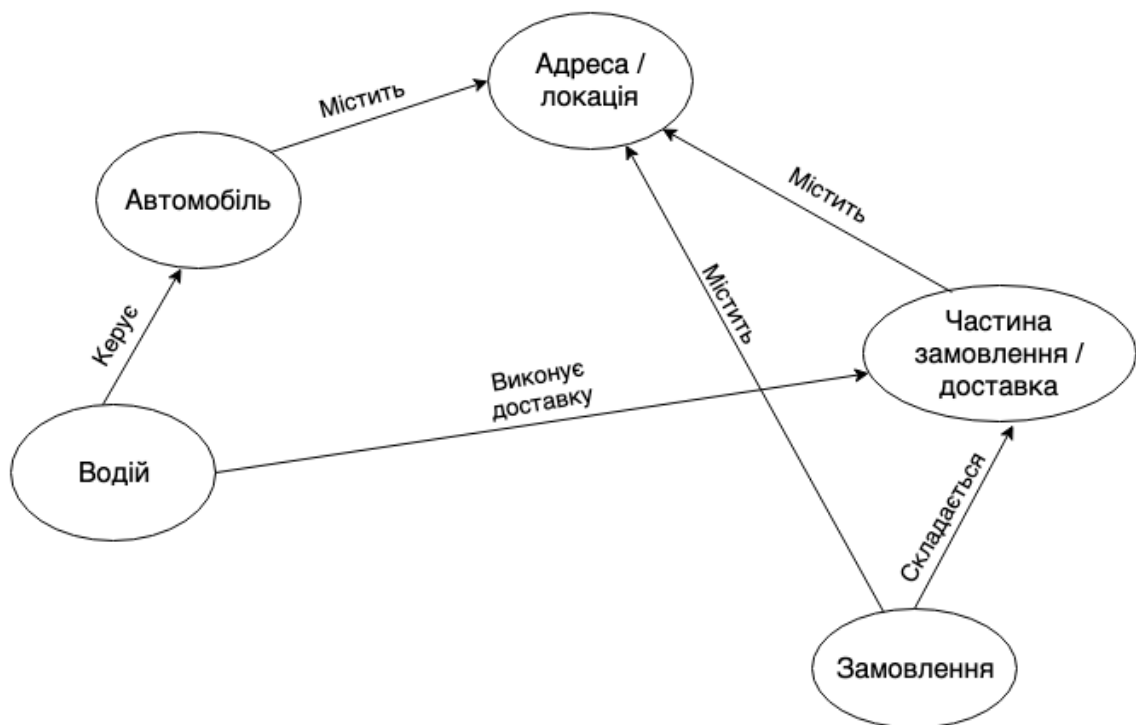 Адреса /
локація
Містить
Автомобіль
Містить
Містить
Керує
Частина
замовлення /
доставка
Виконує
доставку
Водій
Складається
Замовлення